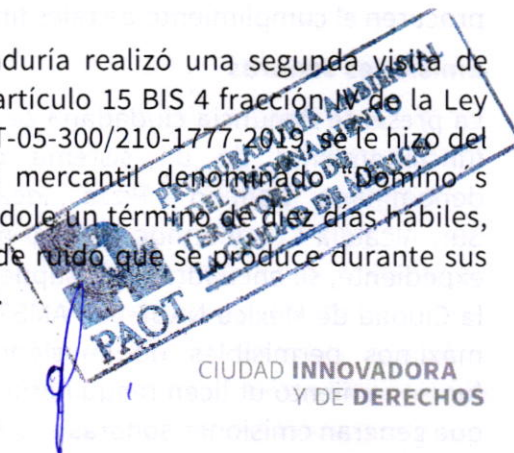 aduría realizó una segunda visita de
artículo 15 BIS 4 fracción IV de la Ley
T-05-300/210-1777-2019, se le hizo del
mercantil denominado "Domino s
dole un término de diez días hábiles,
de ruido que se produce durante sus
PROCURADURÍA AMBIENTAL
Y DEL ORDENAMIENTO
TERRITORIAL DE
LA CIUDAD DE MÉXICO
PAOT
CIUDAD INNOVADORA
Y DE DERECHOS